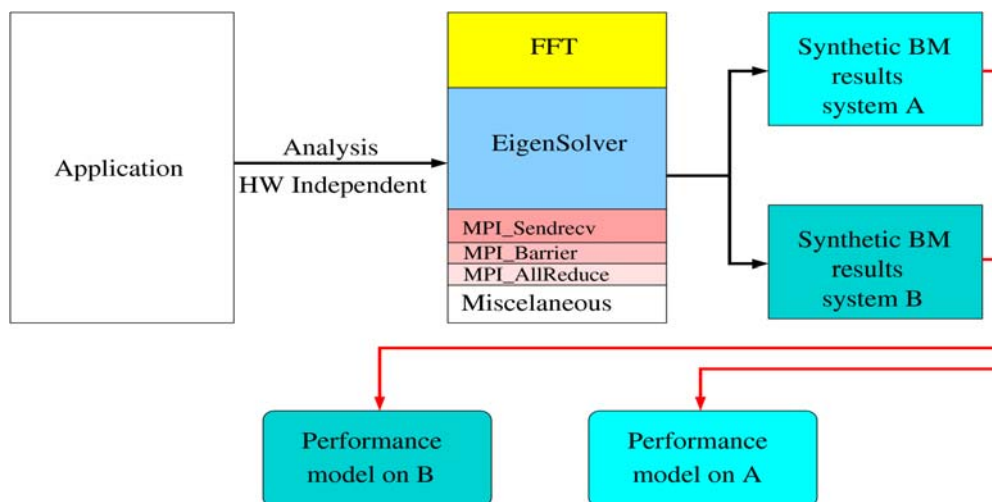 Application
Analysis
HW Independent
FFT
EigenSolver
MPI_Sendrecv
MPI_Barrier
MPI_AllReduce
Miscelaneous
Synthetic BM
results
system A
Synthetic BM
results
system B
Performance
model on B
Performance
model on A